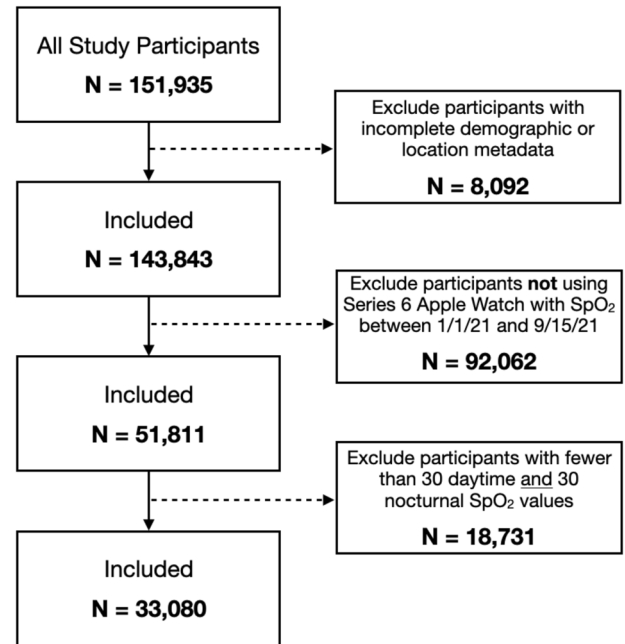 All Study Participants
N = 151,935
Exclude participants with
incomplete demographic or
location metadata
N = 8,092
Included
N = 143,843
Exclude participants not using
Series 6 Apple Watch with SpO₂
between 1/1/21 and 9/15/21
N = 92,062
Included
N = 51,811
Exclude participants with fewer
than 30 daytime and 30
nocturnal SpO₂ values
N = 18,731
Included
N = 33,080